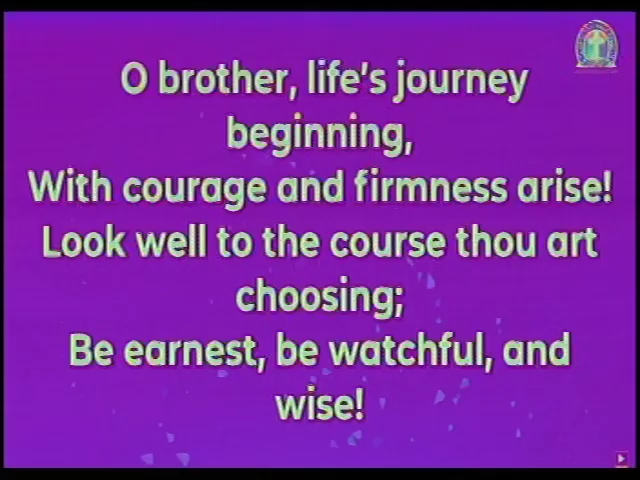 O brother, life's journey
beginning,
With courage and firmness arise!
Look well to the course thou art
choosing;
Be earnest, be watchful, and
wise!